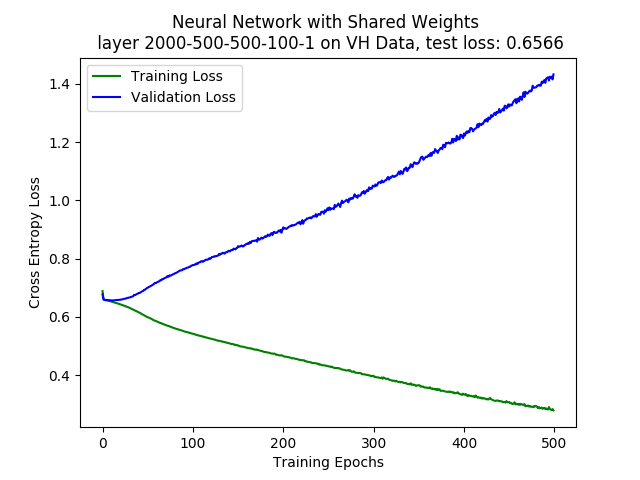 Neural Network with Shared Weights
layer 2000-500-500-100-1 on VH Data, test loss: 0.6566
Training Loss
Validation Loss
1.4
1.2
1.0
0.8
0.6
0.4
Cross Entropy Loss
0 100 200 300 400 500
Training Epochs